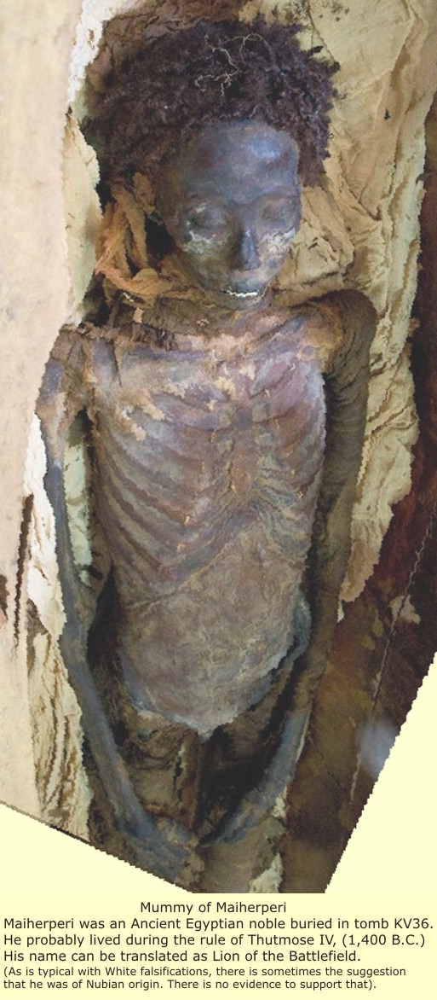 Mummy of Maiherperi
Maiherperi was an Ancient Egyptian noble buried in tomb KV36.
He probably lived during the rule of Thutmose IV, (1,400 B.C.)
His name can be translated as Lion of the Battlefield.
(As is typical with White falsifications, there is sometimes the suggestion
that he was of Nubian origin. There is no evidence to support that).